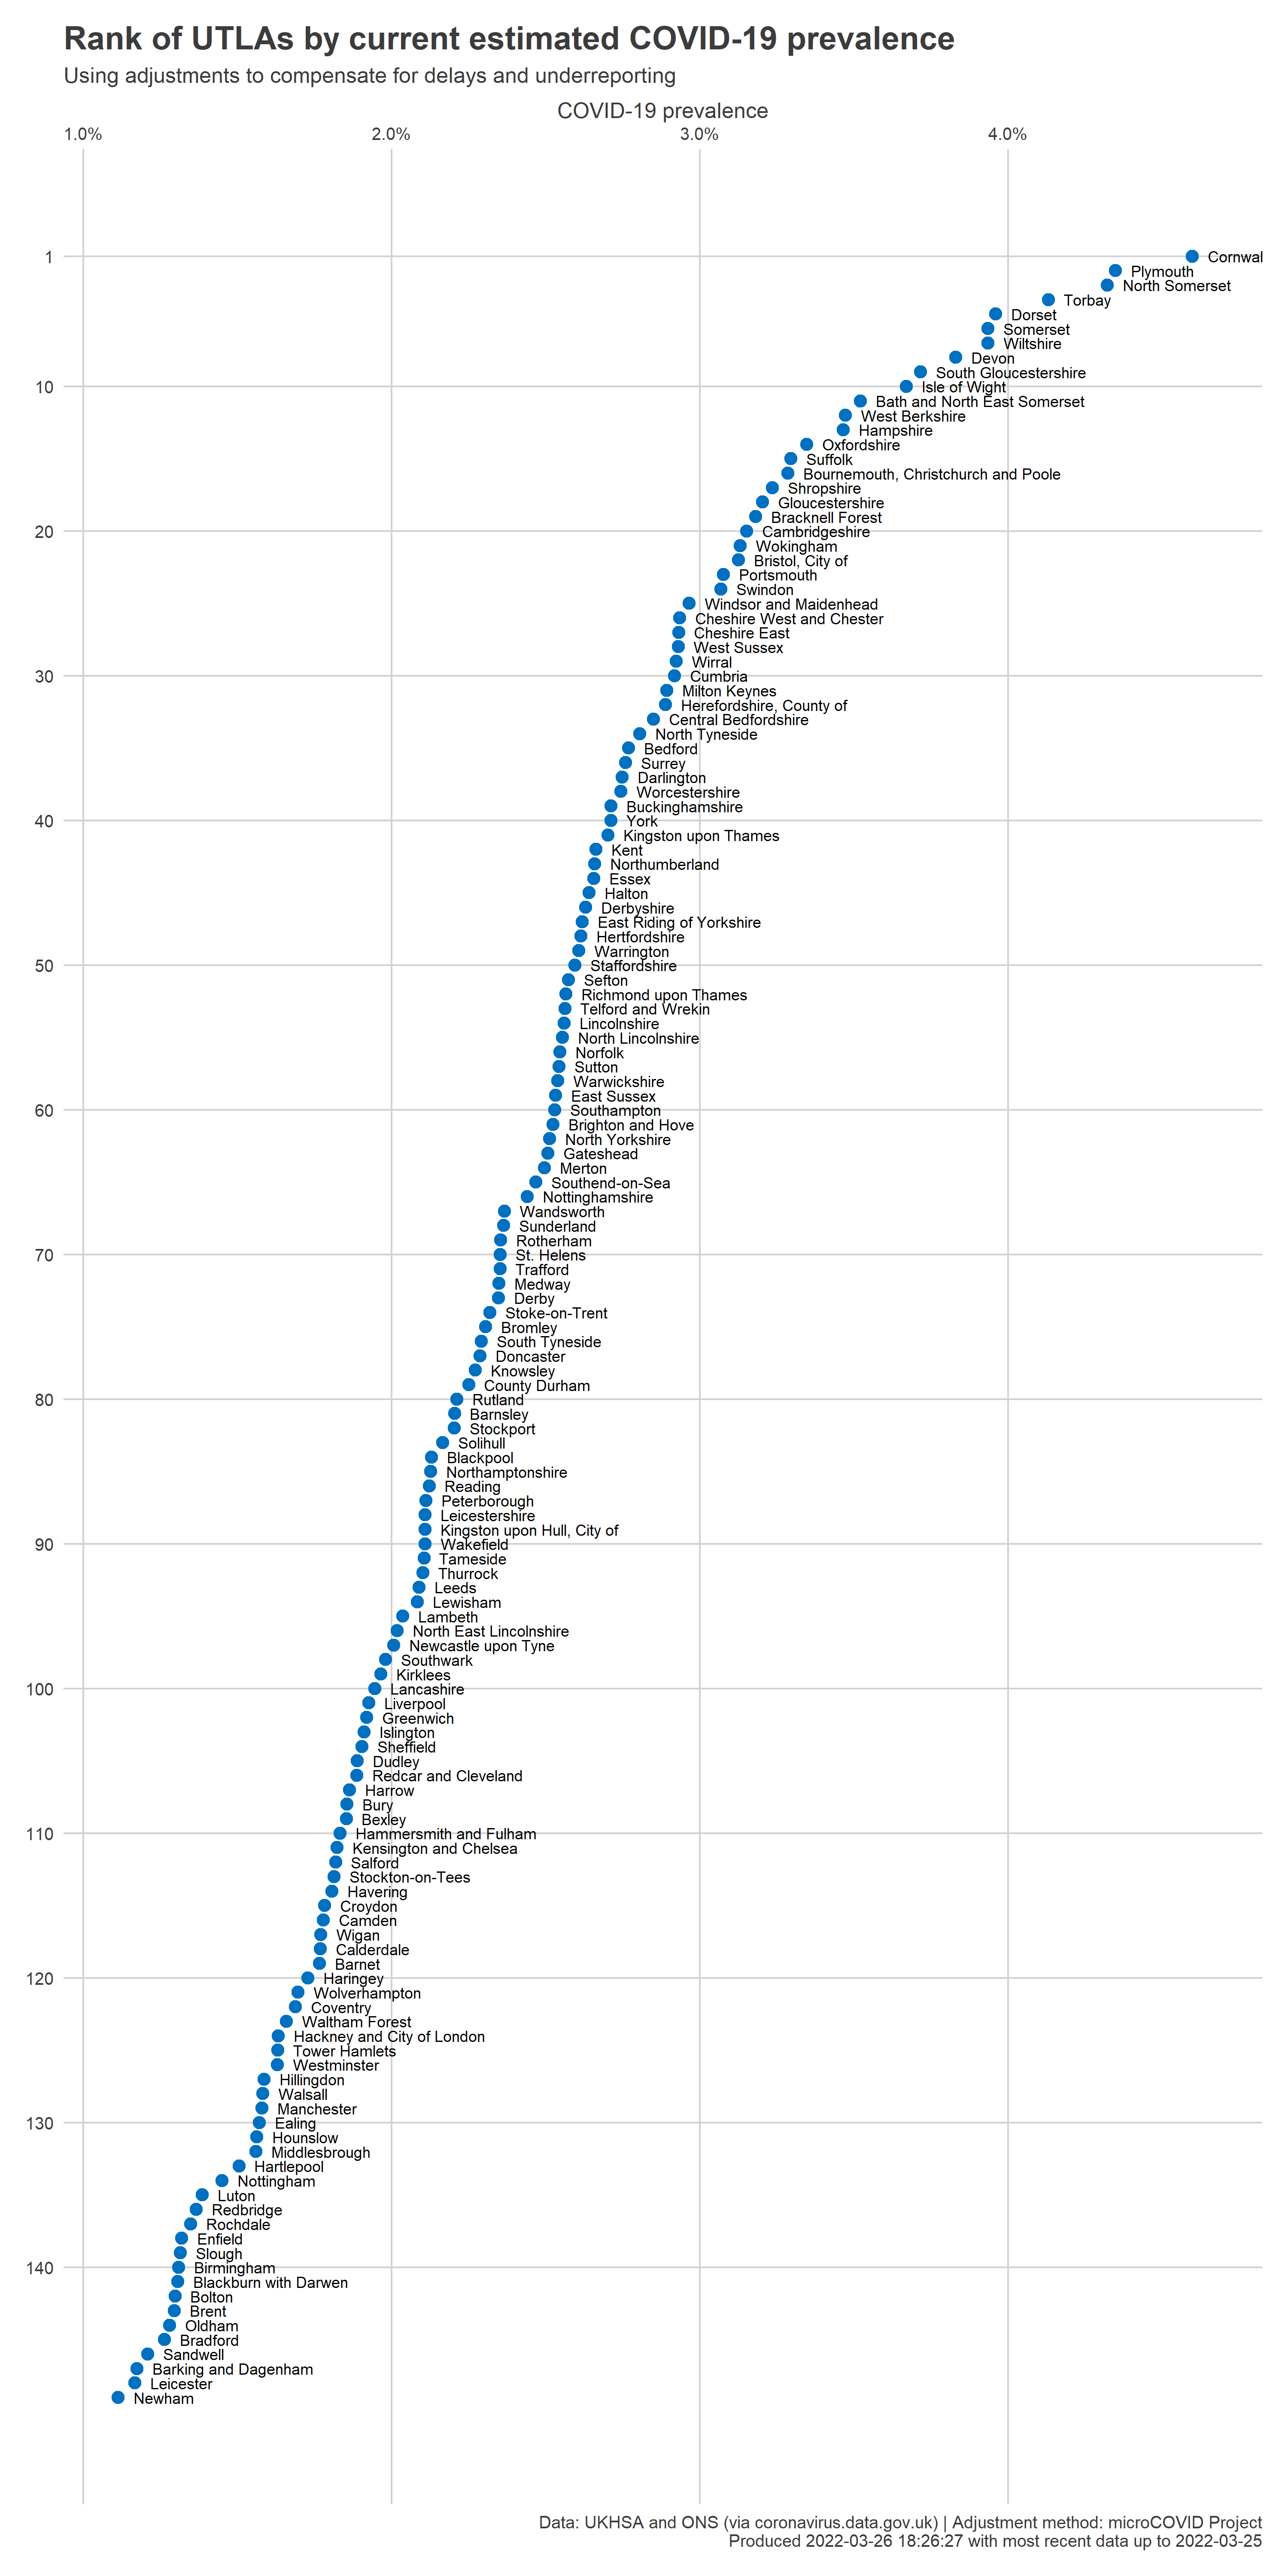 Rank of UTLAs by current estimated COVID-19 prevalence
Using adjustments to compensate for delays and underreporting
COVID-19 prevalence
1.0% 2.0% 3.0% 4.0%
1 Cornwal
Plymouth
North Somerset
Torbay
Dorset
Somerset
Wiltshire
Devon
South Gloucestershire
10 Isle of Wight
Bath and North East Somerset
West Berkshire
Hampshire
Oxfordshire
Suffolk
Bournemouth, Christchurch and Poole
Shropshire
Gloucestershire
Bracknell Forest
20 Cambridgeshire
Wokingham
Bristol, City of
Portsmouth
Swindon
Windsor and Maidenhead
Cheshire West and Chester
Cheshire East
West Sussex
Wirral
30 Cumbria
Milton Keynes
Herefordshire, County of
Central Bedfordshire
North Tyneside
Bedford
Surrey
Darlington
Worcestershire
Buckinghamshire
40 York
Kingston upon Thames
Kent
Northumberland
Essex
Halton
Derbyshire
East Riding of Yorkshire
Hertfordshire
Warrington
50 Staffordshire
Sefton
Richmond upon Thames
Telford and Wrekin
Lincolnshire
North Lincolnshire
Norfolk
Sutton
Warwickshire
East Sussex
60 Southampton
Brighton and Hove
North Yorkshire
Gateshead
Merton
Southend-on-Sea
Nottinghamshire
Wandsworth
Sunderland
Rotherham
70 St. Helens
Trafford
Medway
Derby
Stoke-on-Trent
Bromley
South Tyneside
Doncaster
Knowsley
County Durham
80 Rutland
Barnsley
Stockport
Solihull
Blackpool
Northamptonshire
Reading
Peterborough
Leicestershire
Kingston upon Hull, City of
90 Wakefield
Tameside
Thurrock
Leeds
Lewisham
Lambeth
North East Lincolnshire
Newcastle upon Tyne
Southwark
Kirklees
100 Lancashire
Liverpool
Greenwich
Islington
Sheffield
Dudley
Redcar and Cleveland
Harrow
Bury
Bexley
110 Hammersmith and Fulham
Kensington and Chelsea
Salford
Stockton-on-Tees
Havering
Croydon
Camden
Wigan
Calderdale
Barnet
120 Haringey
Wolverhampton
Coventry
Waltham Forest
Hackney and City of London
Tower Hamlets
Westminster
Hillingdon
Walsall
Manchester
130 Ealing
Hounslow
Middlesbrough
Hartlepool
Nottingham
Luton
Redbridge
Rochdale
Enfield
Slough
140 Birmingham
Blackburn with Darwen
Bolton
Brent
Oldham
Bradford
Sandwell
Barking and Dagenham
Leicester
Newham
Data: UKHSA and ONS (via coronavirus.data.gov.uk) | Adjustment method: microCOVID Project
Produced 2022-03-26 18:26:27 with most recent data up to 2022-03-25